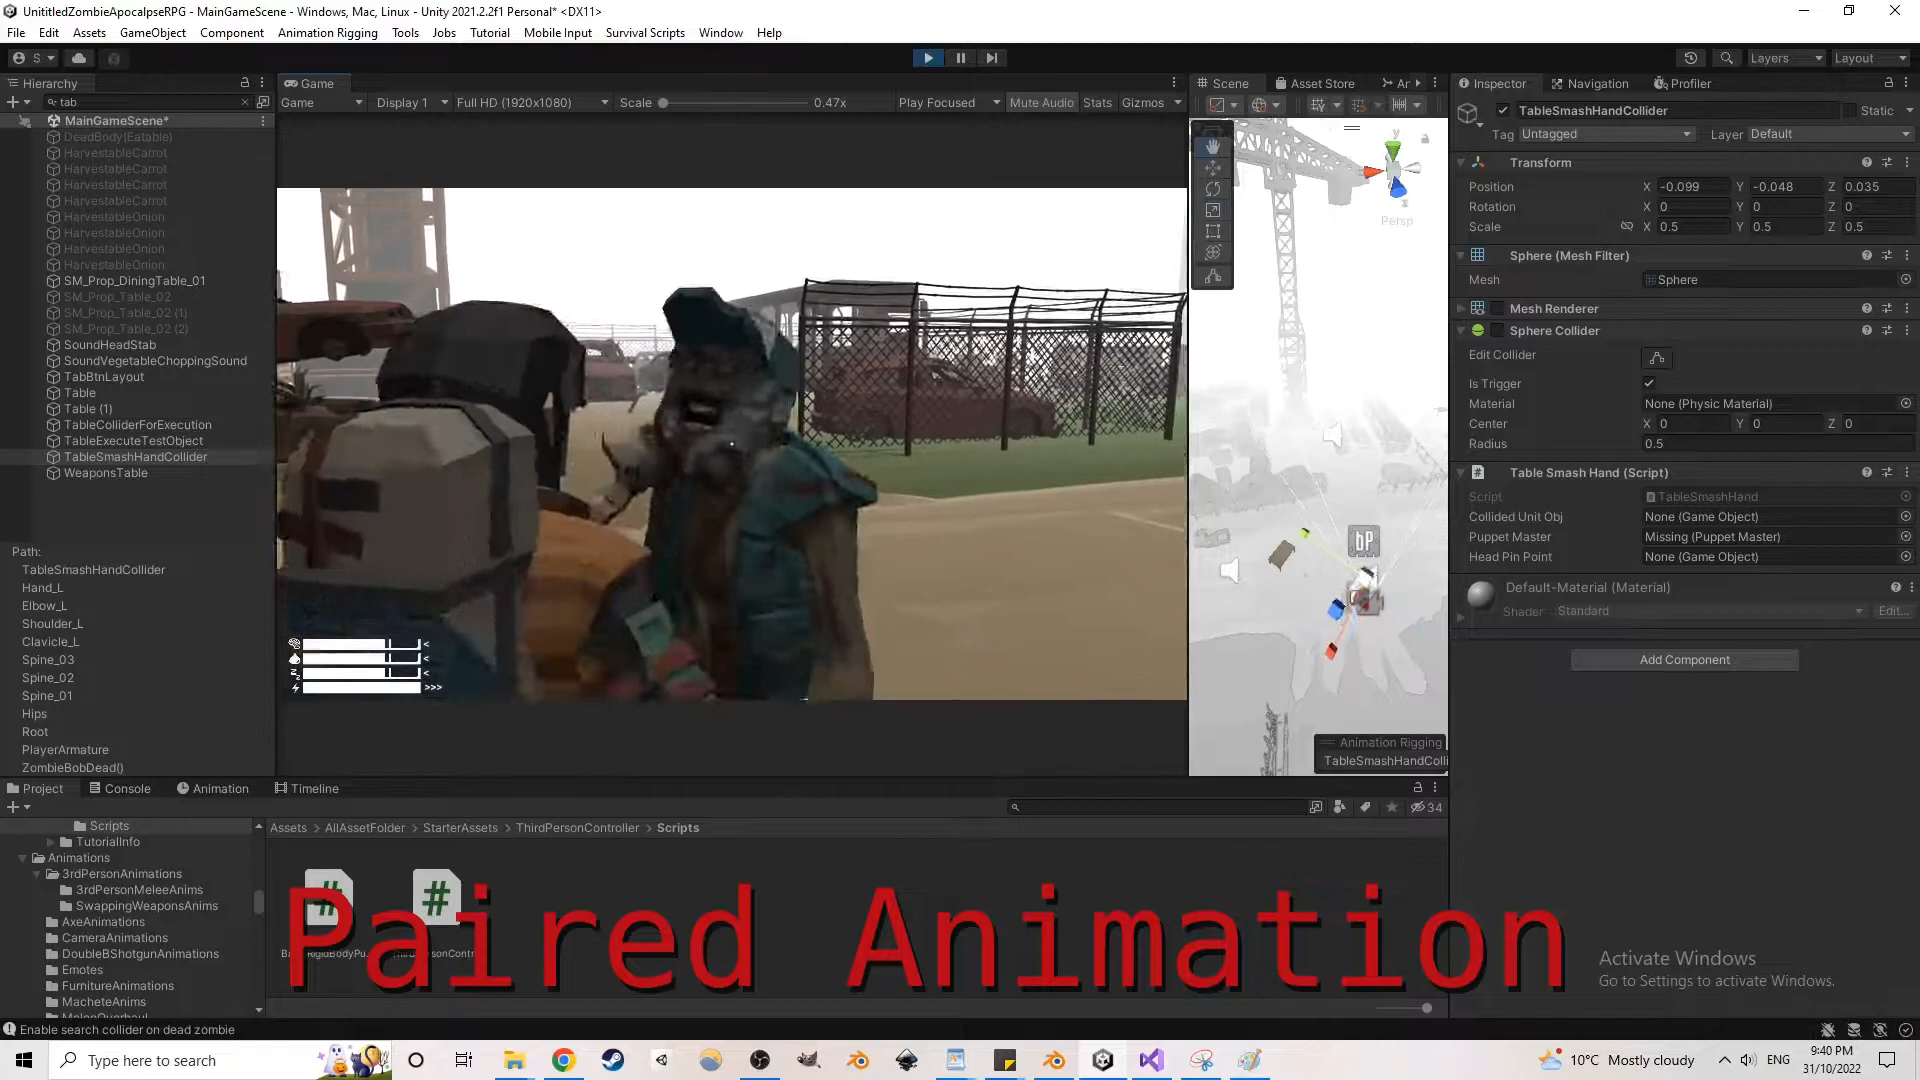 UnititledZombieApocalpseRPG - MainGameScene - Windows, Mac, Linux - Unity 2021.2.2f1 Personal* <DX11>
File Edit Assets GameObject Component Animation Rigging Tools Jobs Tutorial Mobile Input Survival Scripts Window Help
S Layers Layout
Hierarchy
tab
MainGameScene*
DeadBody(Eatable)
HarvestableCarrot
HarvestableCarrot
HarvestableCarrot
HarvestableCarrot
HarvestableOnion
HarvestableOnion
HarvestableOnion
HarvestableOnion
SM_Prop_DiningTable_01
SM_Prop_Table_02
SM_Prop_Table_02 (1)
SM_Prop_Table_02 (2)
SoundHeadStab
SoundVegetableChoppingSound
TabBtnLayout
Table
Table (1)
TableColliderForExecution
TableExecuteTestObject
TableSmashHandCollider
WeaponsTable
Path:
TableSmashHandCollider
Hand_L
Elbow_L
Shoulder_L
Clavicle_L
Spine_03
Spine_02
Spine_01
Hips
Root
PlayerArmature
ZombieBobDead()
Game
Game Display 1 Full HD (1920x1080) Scale 0.47x Play Focused Mute Audio Stats Gizmos
<
<
<
>>>
Scene Asset Store Ar
y
z
Persp
bP
Animation Rigging
TableSmashHandColli
Inspector Navigation Profiler
TableSmashHandCollider Static
Tag Untagged Layer Default
Transform
Position X -0.099 Y -0.048 Z 0.035
Rotation X 0 Y 0 Z 0
Scale X 0.5 Y 0.5 Z 0.5
Sphere (Mesh Filter)
Mesh Sphere
Mesh Renderer
Sphere Collider
Edit Collider
Is Trigger
Material None (Physic Material)
Center X 0 Y 0 Z 0
Radius 0.5
Table Smash Hand (Script)
Script TableSmashHand
Collided Unit Obj None (Game Object)
Puppet Master Missing (Puppet Master)
Head Pin Point None (Game Object)
Default-Material (Material)
Shader Standard Edit...
Add Component
Project Console Animation Timeline
34
Scripts
TutorialInfo
Animations
3rdPersonAnimations
3rdPersonMeleeAnims
SwappingWeaponsAnims
AxeAnimations
CameraAnimations
DoubleBShotgunAnimations
Emotes
FurnitureAnimations
MacheteAnims
Assets > AllAssetFolder > StarterAssets > ThirdPersonController > Scripts
Paired Animation
Activate Windows
Go to Settings to activate Windows.
Enable search collider on dead zombie
Type here to search
10°C Mostly cloudy
ENG
9:40 PM
31/10/2022